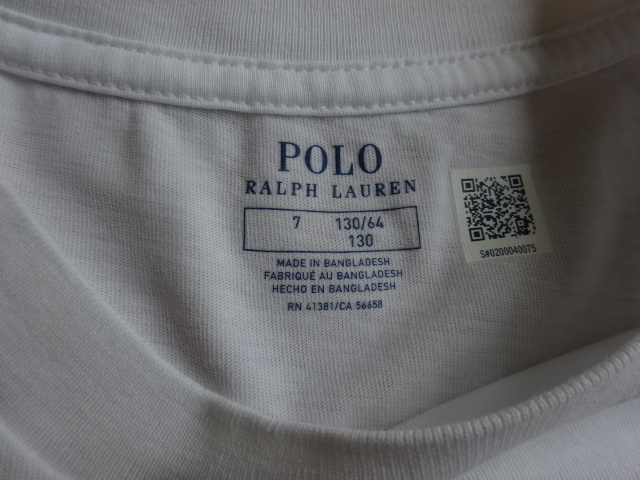 POLO
RALPH LAUREN
7 130/64
130
MADE IN BANGLADESH
FABRIQUÉ AU BANGLADESH
HECHO EN BANGLADESH
RN 41381/CA 56658
S#0200040075